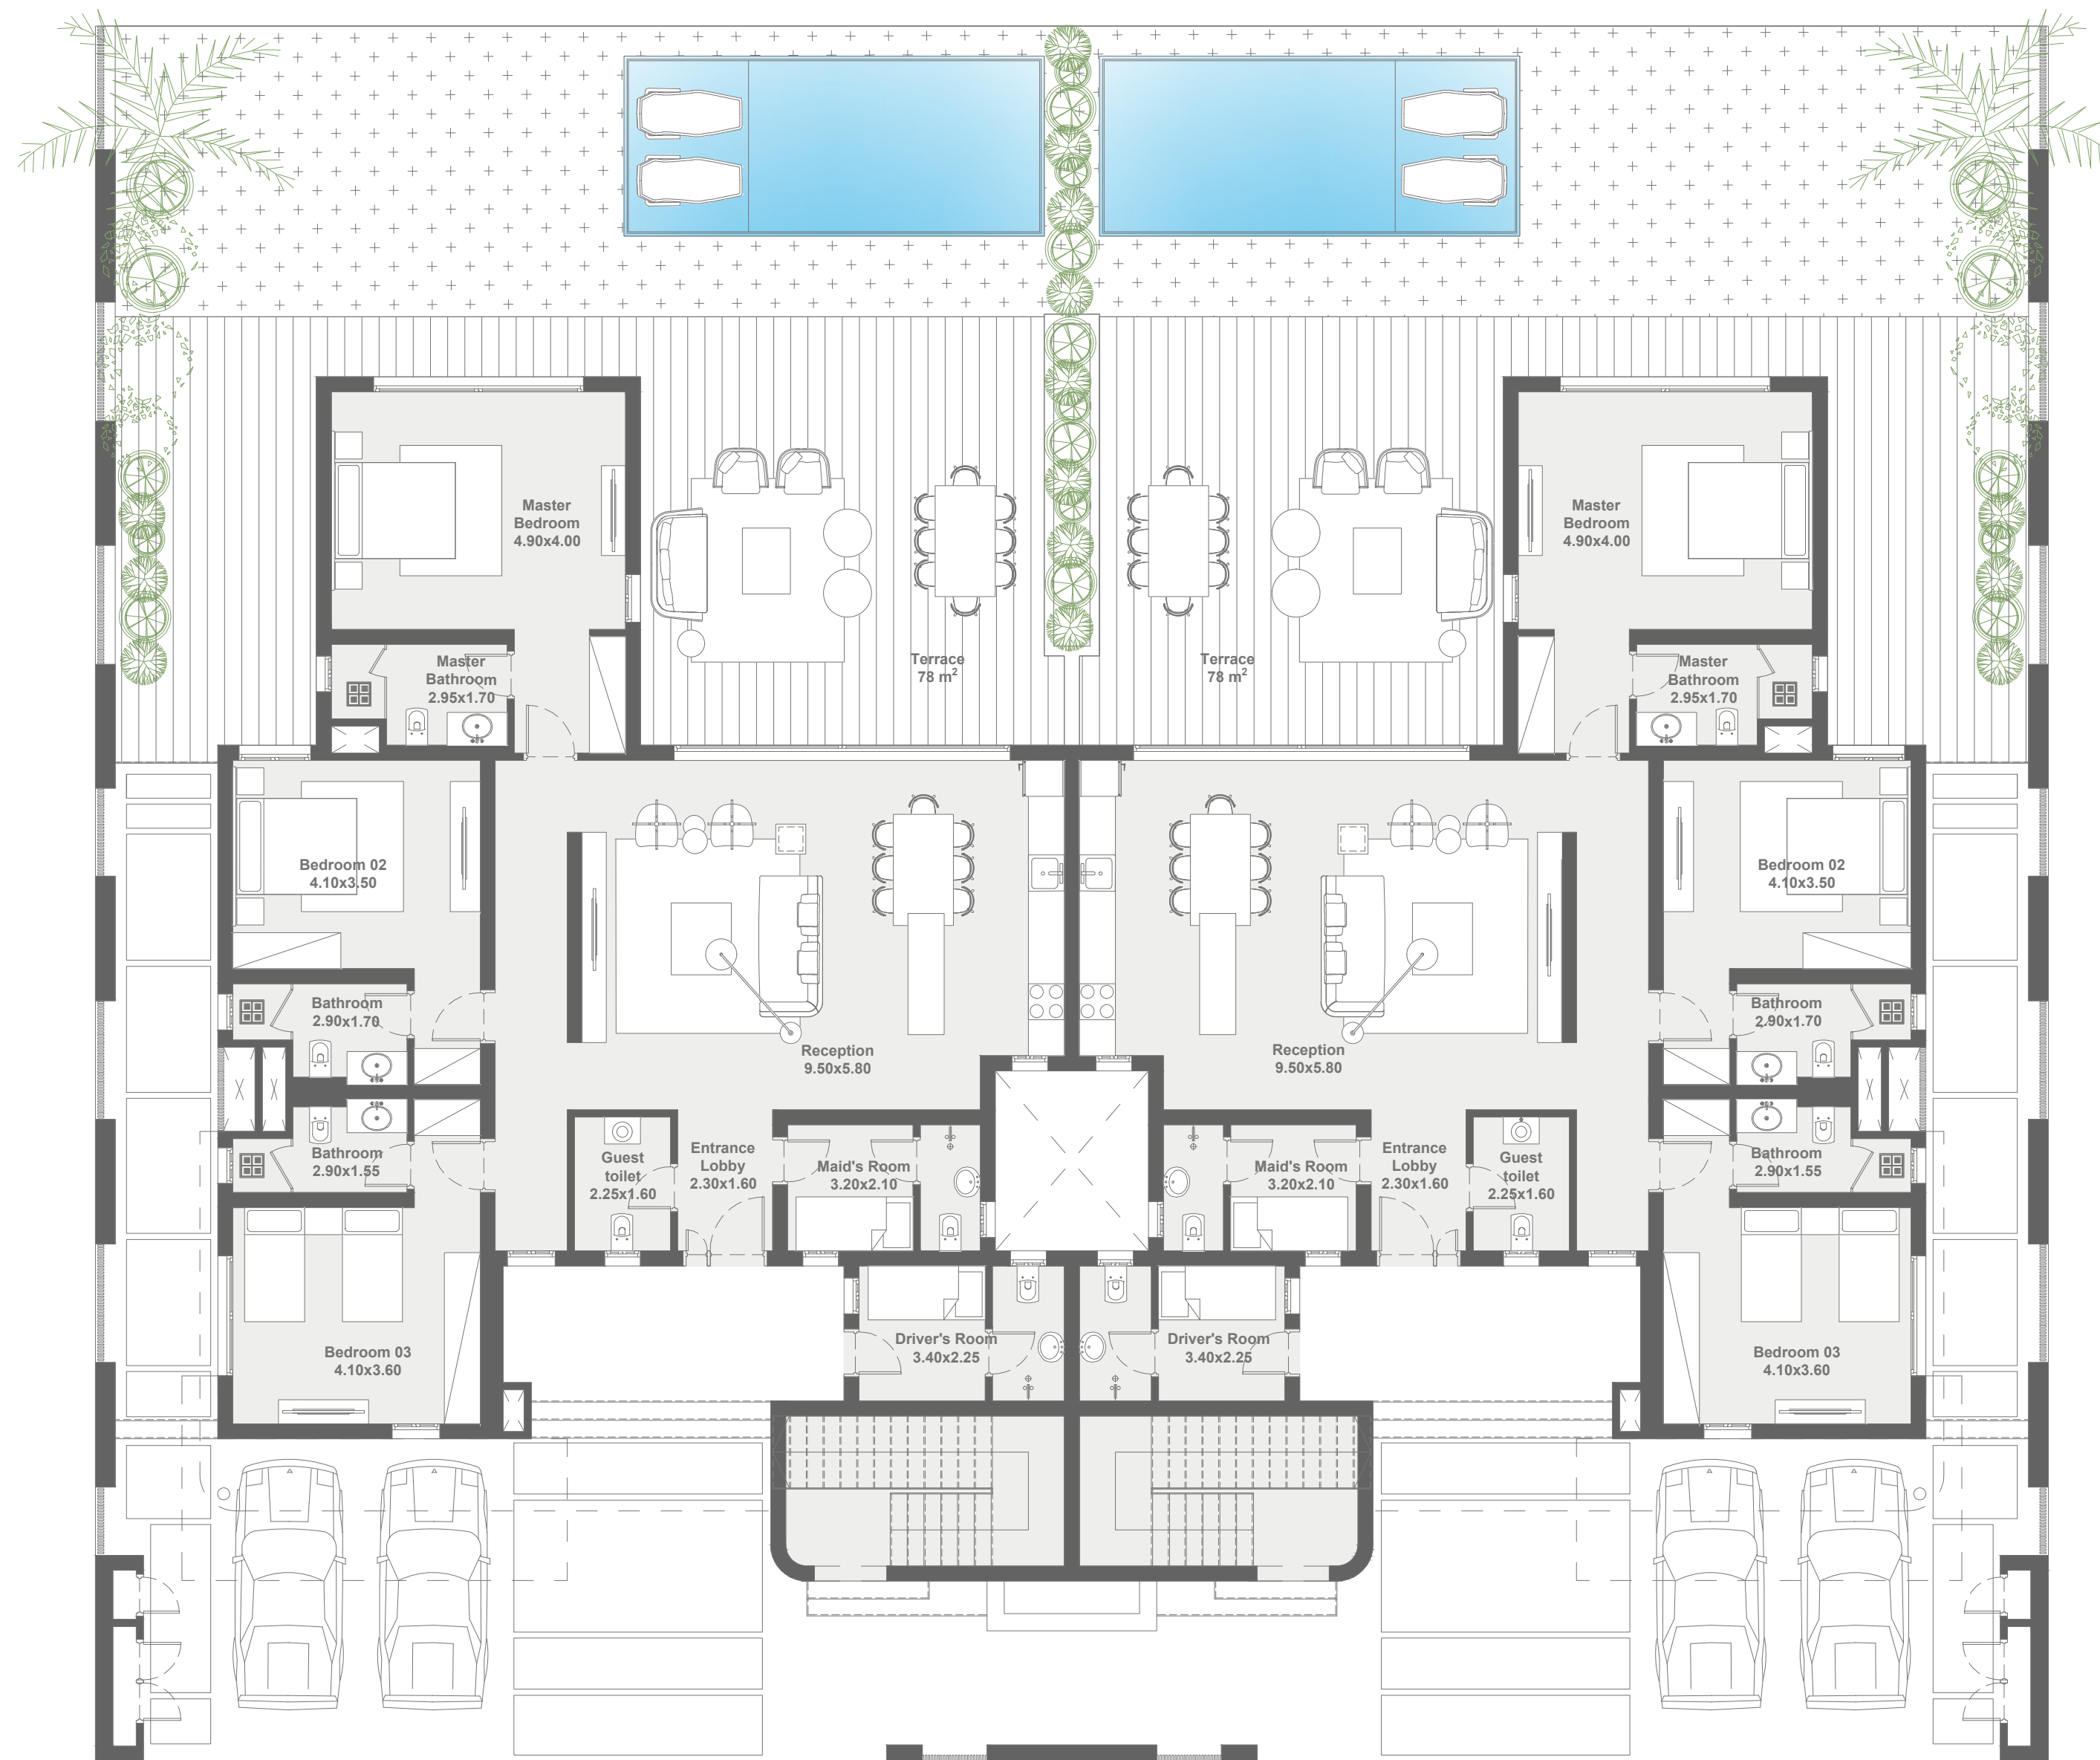 Master
Bedroom
4.90x4.00
Master
Bedroom
4.90x4.00
Master
Bathroom
2.95x1.70
Terrace
78 m²
Terrace
78 m²
Master
Bathroom
2.95x1.70
Bedroom 02
4.10x3.50
Bedroom 02
4.10x3.50
Bathroom
2.90x1.70
Reception
9.50x5.80
Reception
9.50x5.80
Bathroom
2.90x1.70
Bathroom
2.90x1.55
Guest
toilet
2.25x1.60
Entrance
Lobby
2.30x1.60
Maid's Room
3.20x2.10
Maid's Room
3.20x2.10
Entrance
Lobby
2.30x1.60
Guest
toilet
2.25x1.60
Bathroom
2.90x1.55
Bedroom 03
4.10x3.60
Driver's Room
3.40x2.25
Driver's Room
3.40x2.25
Bedroom 03
4.10x3.60